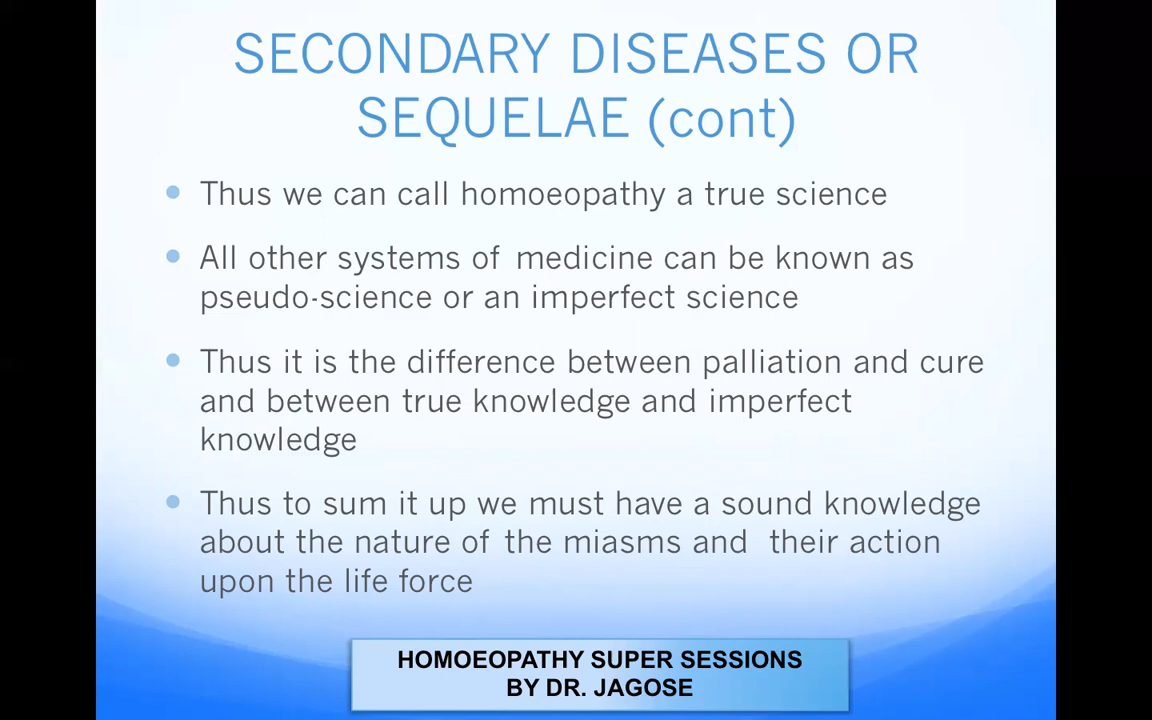 SECONDARY DISEASES OR
SEQUELAE (cont)
• Thus we can call homoeopathy a true science
• All other systems of medicine can be known as
pseudo-science or an imperfect science
• Thus it is the difference between palliation and cure
and between true knowledge and imperfect
knowledge
• Thus to sum it up we must have a sound knowledge
about the nature of the miasms and their action
upon the life force
HOMOEOPATHY SUPER SESSIONS
BY DR. JAGOSE